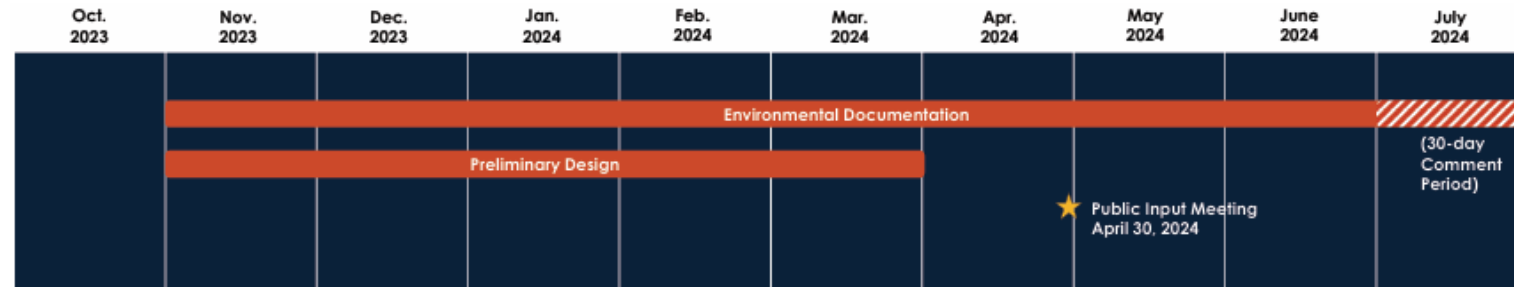 Oct. Nov. Dec. Jan. Feb. Mar. Apr. May June July
2023 2023 2023 2024 2024 2024 2024 2024 2024 2024
Environmental Documentation
(30-day
Comment
Period)
Preliminary Design
Public Input Meeting
April 30, 2024